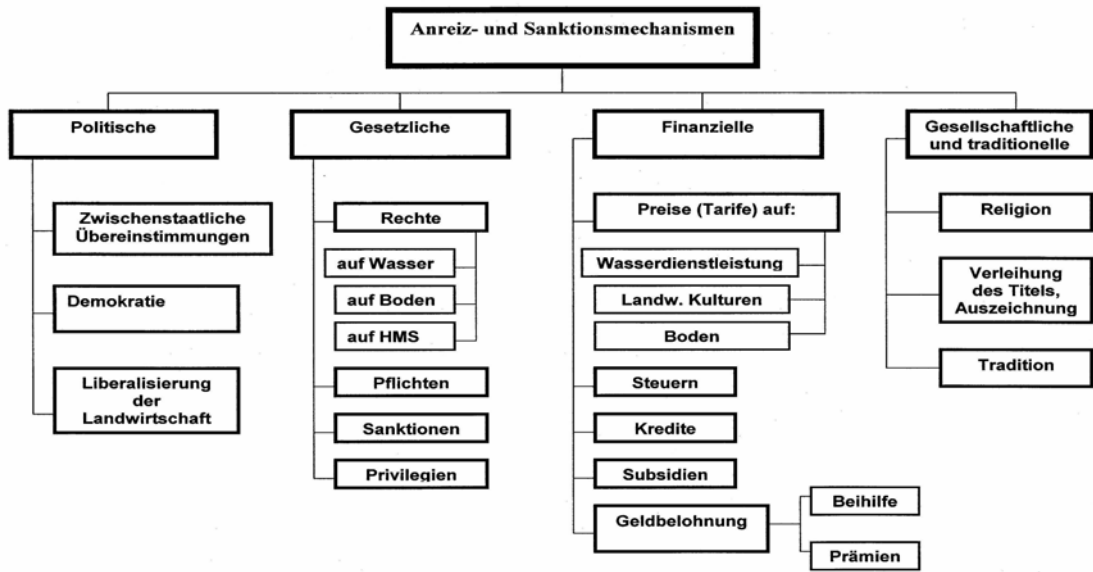 Anreiz- und Sanktionsmechanismen
Politische
Zwischenstaatliche
Übereinstimmungen
Demokratie
Liberalisierung
der
Landwirtschaft
Gesetzliche
Rechte
auf Wasser
auf Boden
auf HMS
Pflichten
Sanktionen
Privilegien
Finanzielle
Preise (Tarife) auf:
Wasserdienstleistung
Landw. Kulturen
Boden
Steuern
Kredite
Subsidien
Geldbelohnung
Beihilfe
Prämien
Gesellschaftliche
und traditionelle
Religion
Verleihung
des Titels,
Auszeichnung
Tradition